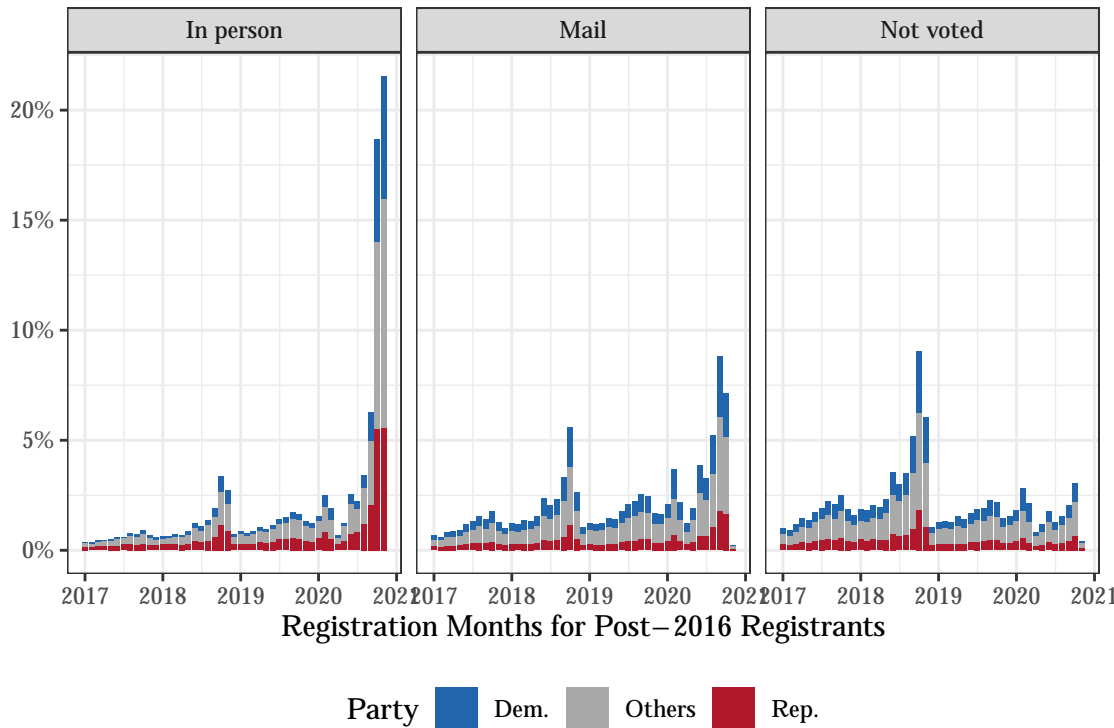 In person Mail Not voted
20%
15%
10%
5%
0%
2017 2018 2019 2020 2021 2017 2018 2019 2020 2021 2017 2018 2019 2020 2021
Registration Months for Post−2016 Registrants
Party Dem. Others Rep.